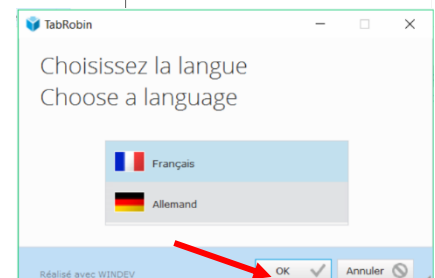 TabRobin
Choisissez la langue
Choose a language
Français
Allemand
Réalisé avec WINDEV
OK
Annuler